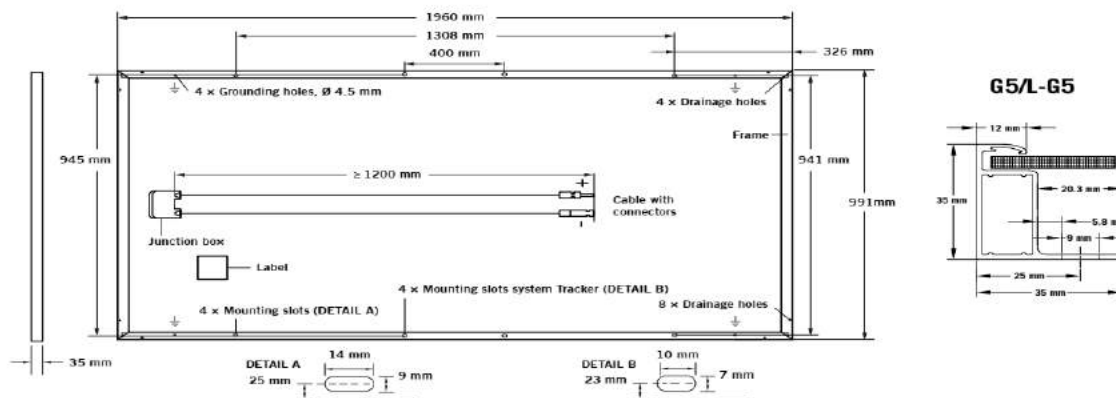 1960 mm
1308 mm
400 mm
326 mm
4 × Grounding holes, Ø 4.5 mm
4 × Drainage holes
Frame
945 mm
941 mm
991mm
≥ 1200 mm
+
Cable with
connectors
-
Junction box
Label
4 × Mounting slots system Tracker (DETAIL B)
4 × Mounting slots (DETAIL A)
8 × Drainage holes
35 mm
DETAIL A
14 mm
25 mm
9 mm
DETAIL B
10 mm
23 mm
7 mm
G5/L-G5
12 mm
35 mm
20.3 mm
5.8 m
9 mm
25 mm
35 mm